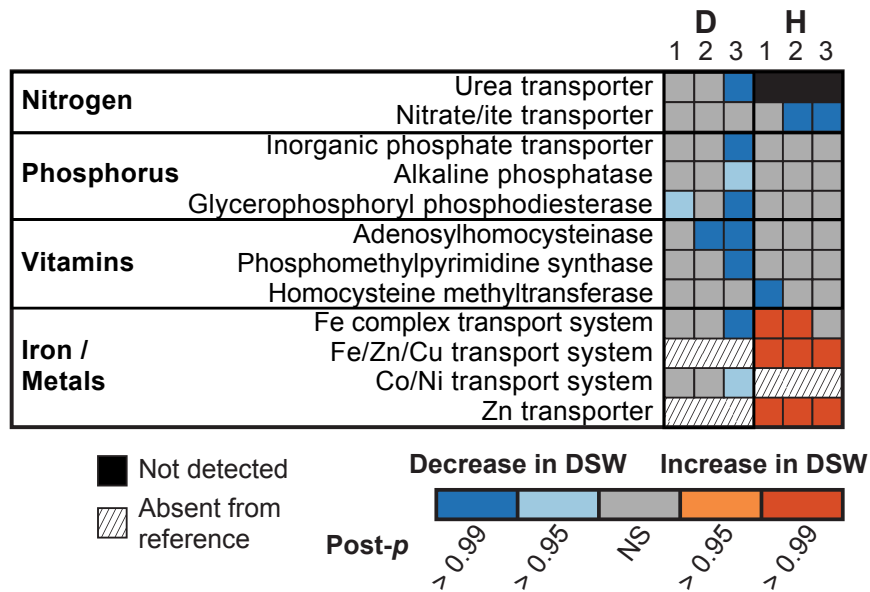 D H
1 2 3 1 2 3
Nitrogen
Urea transporter
Nitrate/ite transporter
Phosphorus
Inorganic phosphate transporter
Alkaline phosphatase
Glycerophosphoryl phosphodiesterase
Vitamins
Adenosylhomocysteinase
Phosphomethylpyrimidine synthase
Homocysteine methyltransferase
Iron /
Metals
Fe complex transport system
Fe/Zn/Cu transport system
Co/Ni transport system
Zn transporter
Not detected
Absent from
reference
Decrease in DSW Increase in DSW
Post-p
> 0.99 > 0.95 NS > 0.95 > 0.99